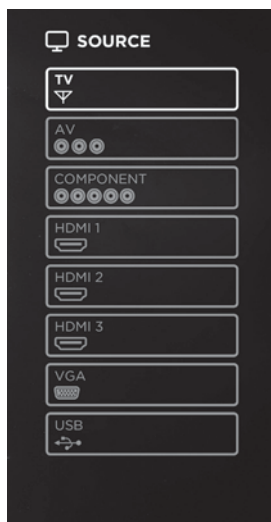 SOURCE
TV
AV
COMPONENT
HDMI 1
HDMI 2
HDMI 3
VGA
USB